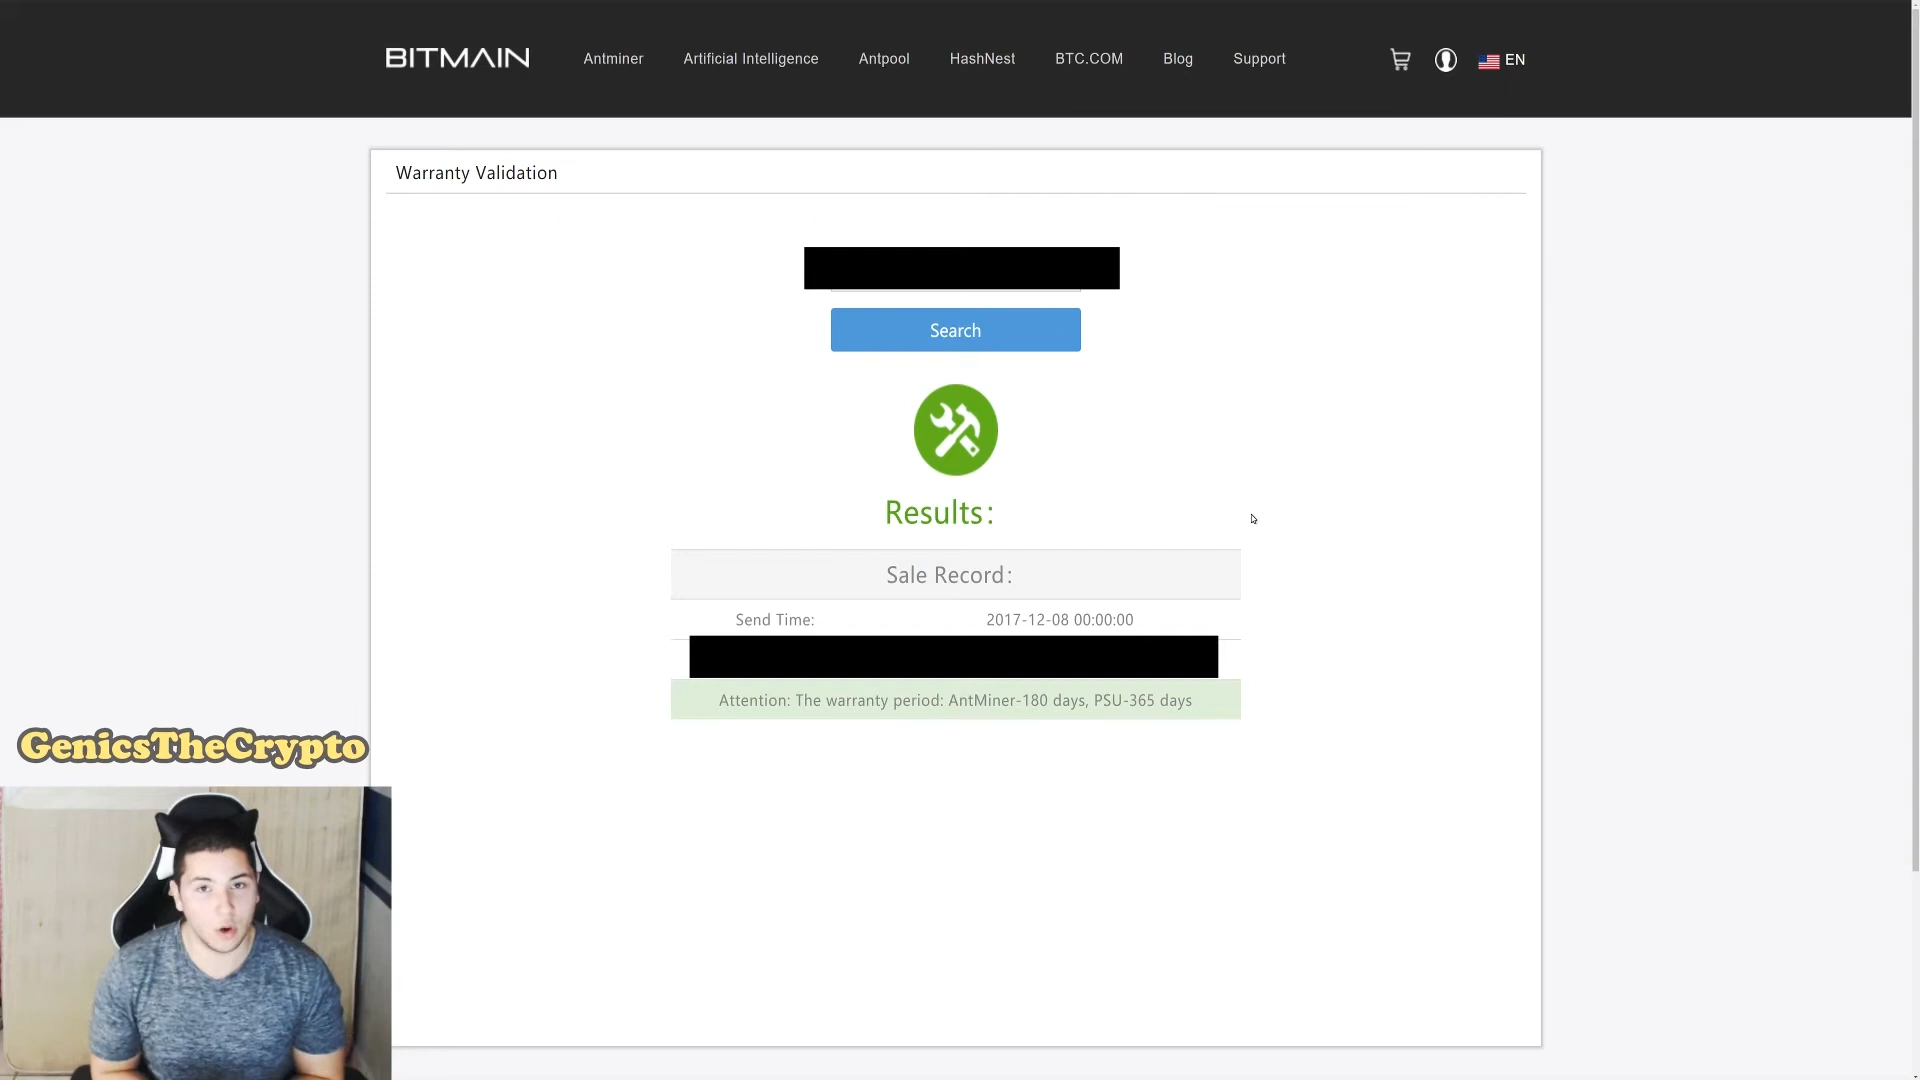 BITMAIN Antminer Artificial Intelligence Antpool HashNest BTC.COM Blog Support EN
Warranty Validation
Search
Results:
Sale Record:
Send Time: 2017-12-08 00:00:00
Attention: The warranty period: AntMiner-180 days, PSU-365 days
GenicsTheCrypto